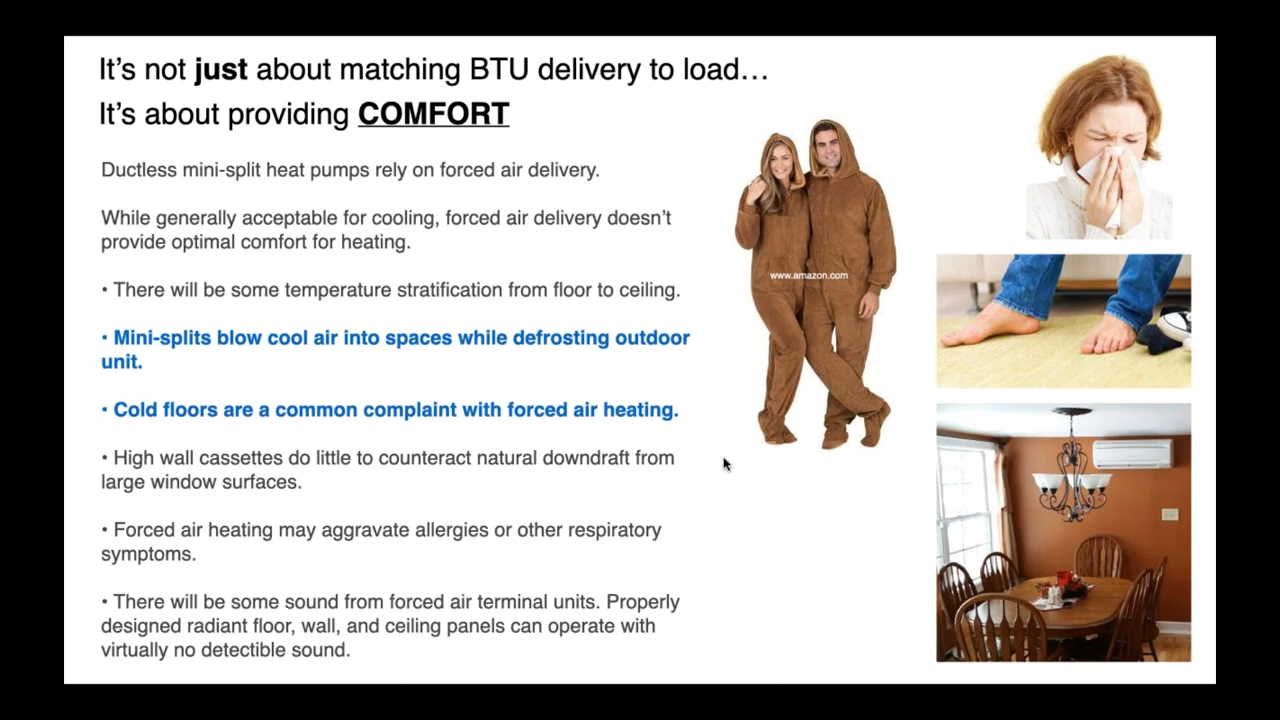 It’s not just about matching BTU delivery to load…
It’s about providing COMFORT
Ductless mini-split heat pumps rely on forced air delivery.
While generally acceptable for cooling, forced air delivery doesn’t
provide optimal comfort for heating.
• There will be some temperature stratification from floor to ceiling.
• Mini-splits blow cool air into spaces while defrosting outdoor
unit.
• Cold floors are a common complaint with forced air heating.
• High wall cassettes do little to counteract natural downdraft from
large window surfaces.
• Forced air heating may aggravate allergies or other respiratory
symptoms.
• There will be some sound from forced air terminal units. Properly
designed radiant floor, wall, and ceiling panels can operate with
virtually no detectible sound.
www.amazon.com